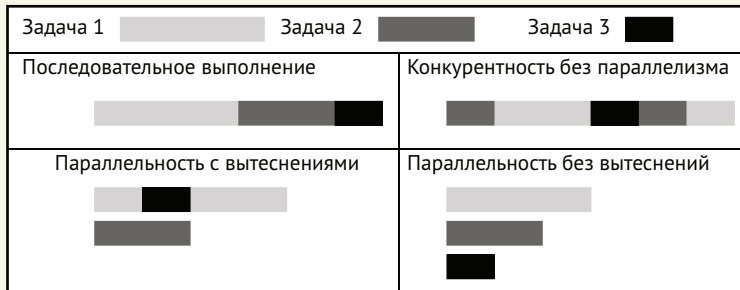 Задача 1 Задача 2 Задача 3
Последовательное выполнение
Конкурентность без параллелизма
Параллельность с вытеснениями
Параллельность без вытеснений